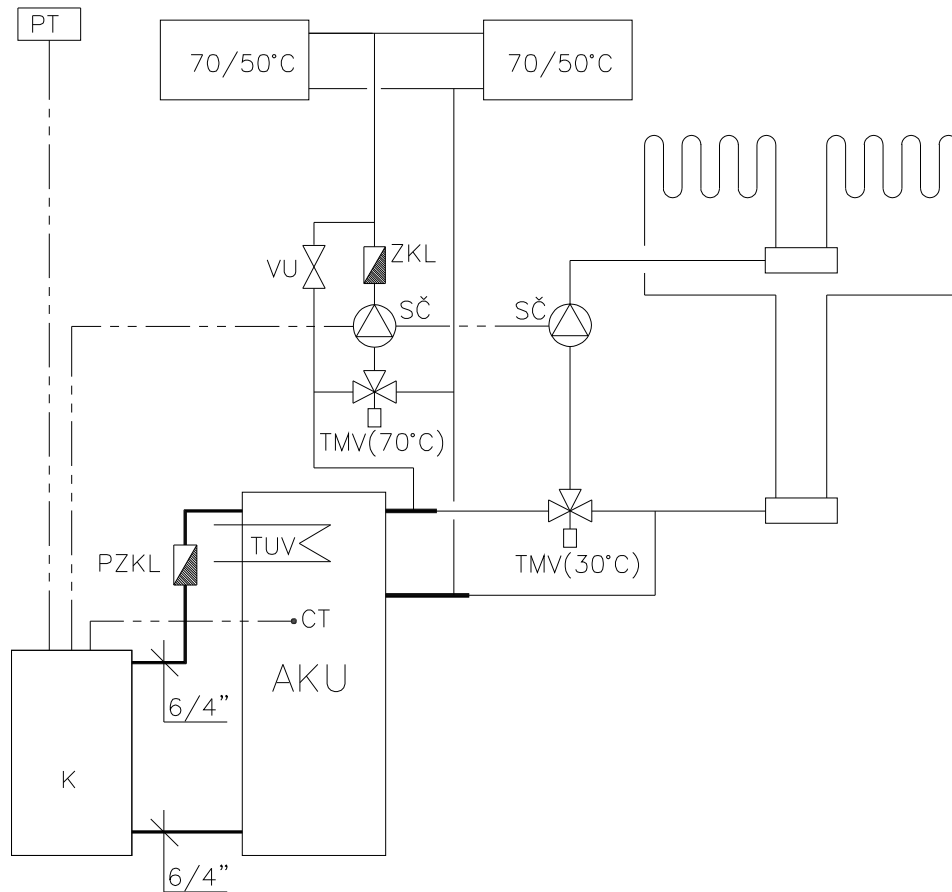 PT
70/50°C
70/50°C
VU
ZKL
SČ
SČ
TMV(70°C)
TUV
PZKL
TMV(30°C)
CT
AKU
6/4”
K
6/4”